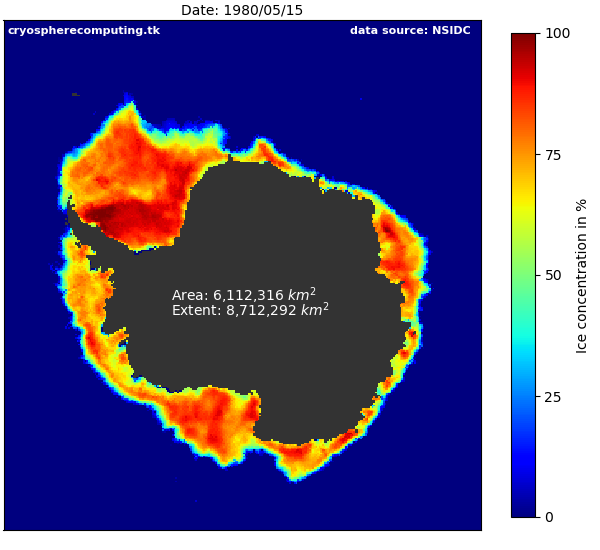 Date: 1980/05/15
cryospherecomputing.tk
data source: NSIDC
Area: 6,112,316 km²
Extent: 8,712,292 km²
100
75
50
25
0
Ice concentration in %